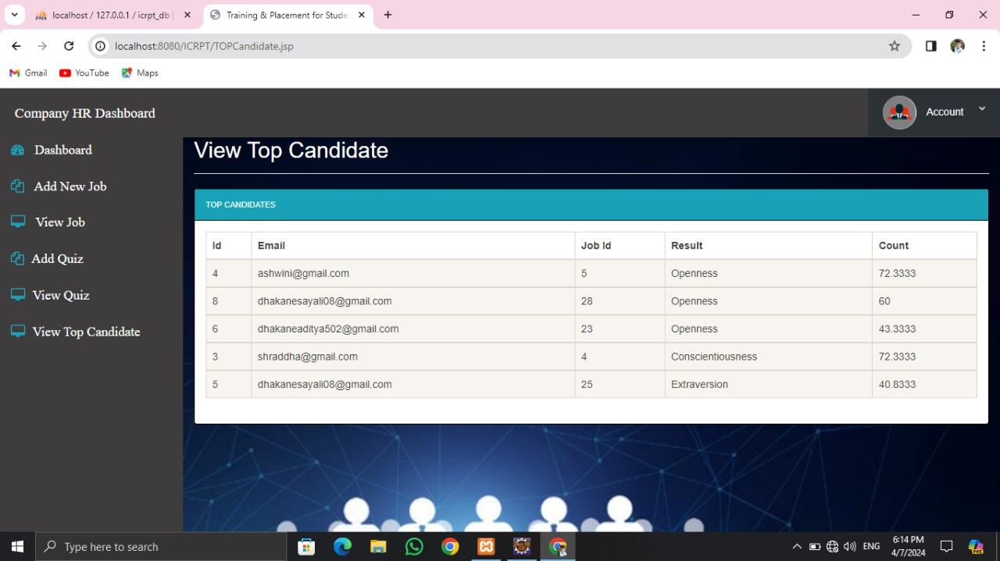 localhost / 127.0.0.1 / icrpt_db |
Training & Placement for Stude
localhost:8080/ICRPT/TOPCandidate.jsp
Gmail YouTube Maps
Company HR Dashboard
Account
Dashboard
Add New Job
View Job
Add Quiz
View Quiz
View Top Candidate
View Top Candidate
TOP CANDIDATES
Id Email Job Id Result Count
4 ashwini@gmail.com 5 Openness 72.3333
8 dhakanesayali08@gmail.com 28 Openness 60
6 dhakaneaditya502@gmail.com 23 Openness 43.3333
3 shraddha@gmail.com 4 Conscientiousness 72.3333
5 dhakanesayali08@gmail.com 25 Extraversion 40.8333
Type here to search
ENG
6:14 PM
4/7/2024